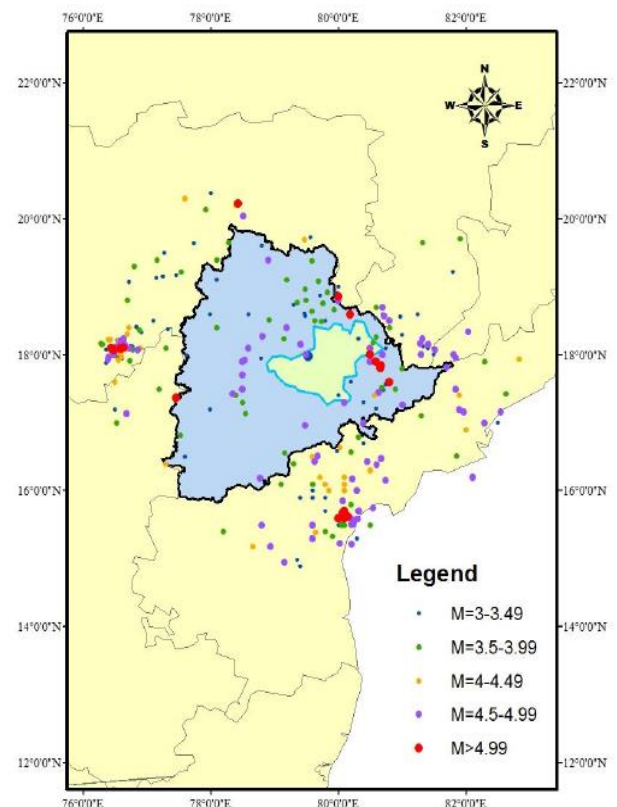 76°0'0"E 78°0'0"E 80°0'0"E 82°0'0"E
22°0'0"N 22°0'0"N
N
W E
S
20°0'0"N 20°0'0"N
18°0'0"N 18°0'0"N
16°0'0"N 16°0'0"N
Legend
M=3-3.49
14°0'0"N 14°0'0"N
M=3.5-3.99
M=4-4.49
M=4.5-4.99
M>4.99
12°0'0"N 12°0'0"N
76°0'0"E 78°0'0"E 80°0'0"E 82°0'0"E